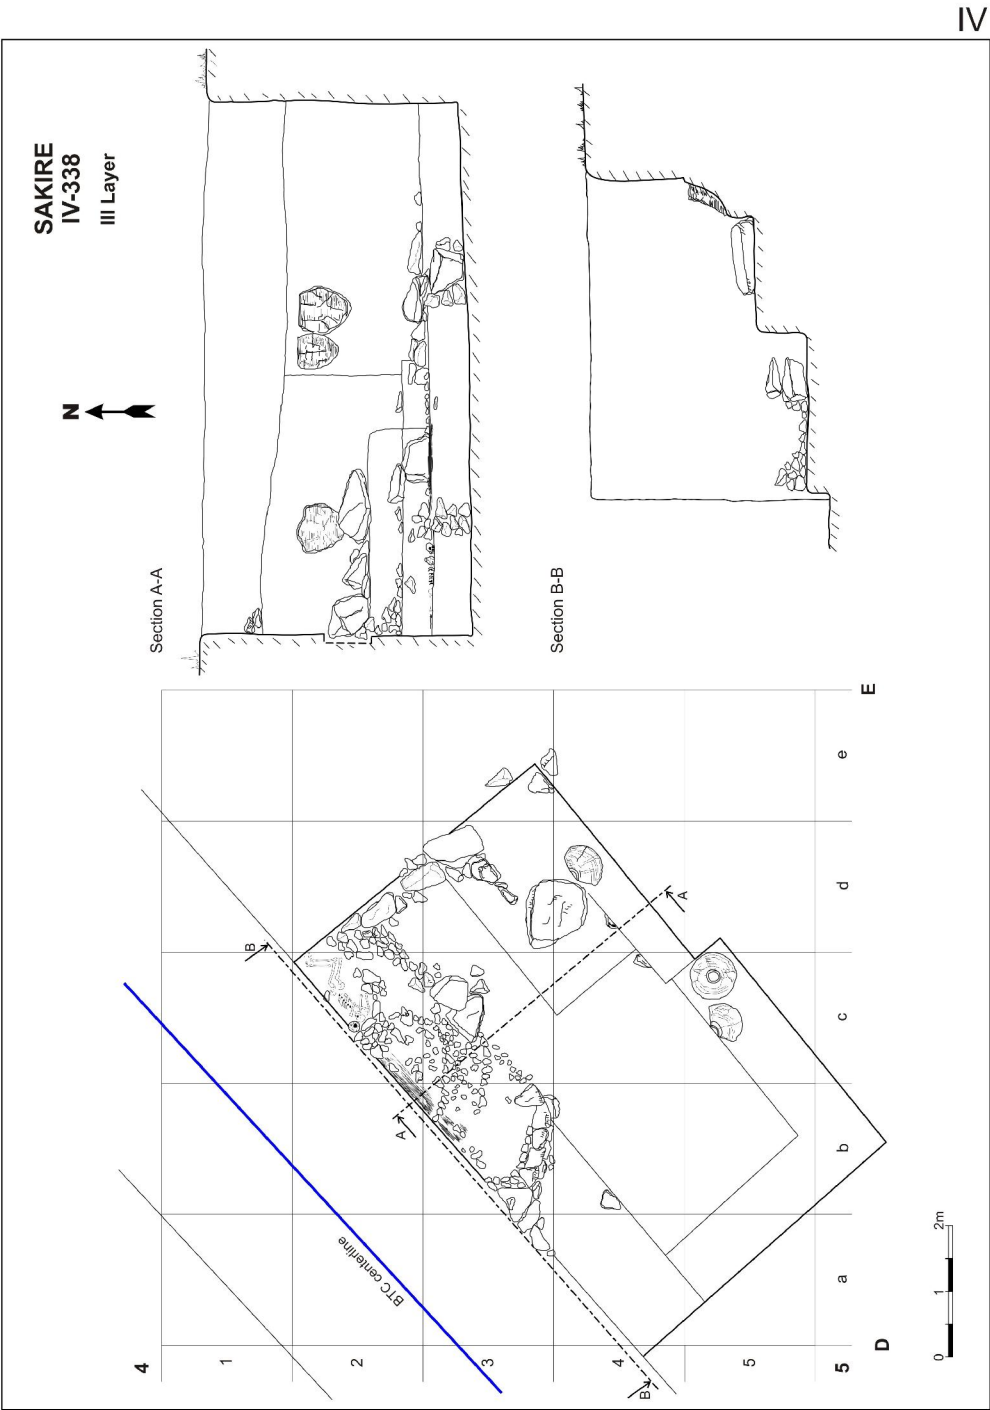 IV
SAKIRE
IV-338
III Layer
N
Section A-A
Section B-B
BTC centerline
A
A
B
B
4
1
2
3
4
5
5
D
a
b
c
d
e
E
0
1
2m